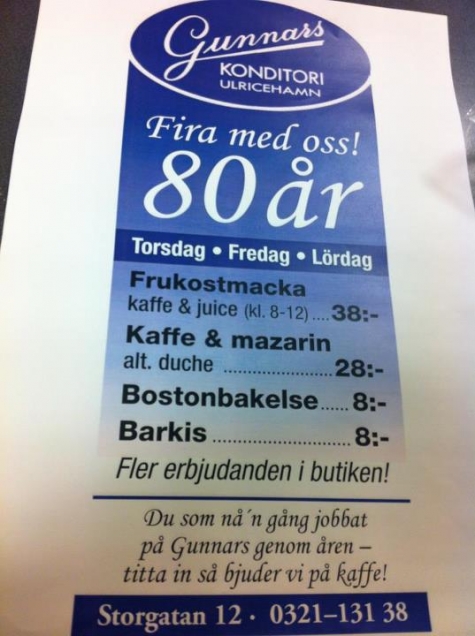 Gunnars
KONDITORI
ULRICEHAMN
Fira med oss!
80 år
Torsdag • Fredag • Lördag
Frukostmacka
kaffe & juice (kl. 8-12) .... 38:-
Kaffe & mazarin
alt. duche ..................... 28:-
Bostonbakelse ...... 8:-
Barkis .......................... 8:-
Fler erbjudanden i butiken!
Du som nå´n gång jobbat
på Gunnars genom åren –
titta in så bjuder vi på kaffe!
Storgatan 12 · 0321–131 38